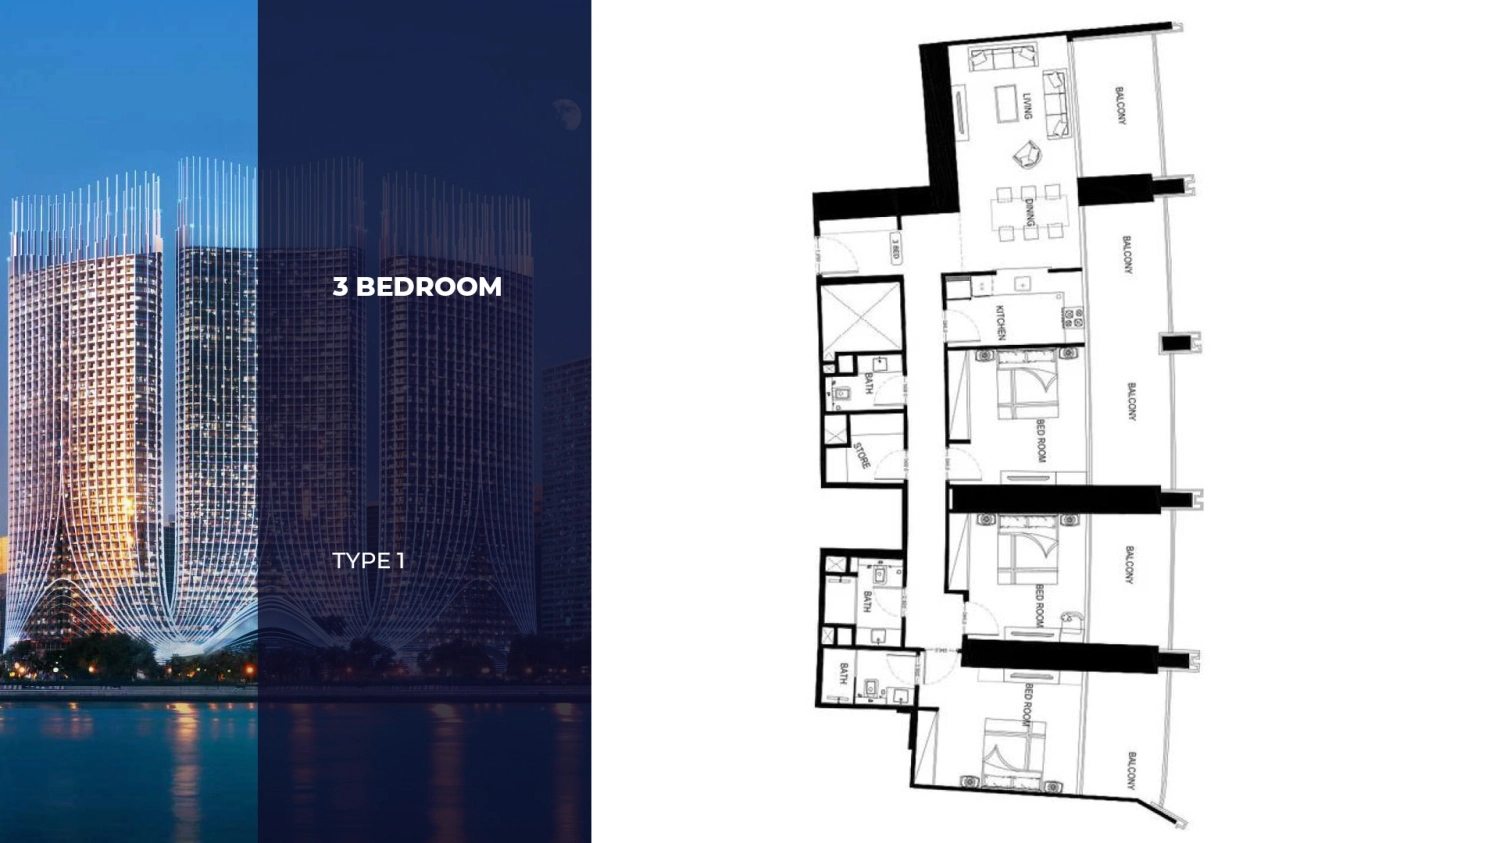 3 BEDROOM
TYPE 1
LIVING
BALCONY
DINING
BALCONY
3 BED
KITCHEN
BATH
BALCONY
BED ROOM
STORE
BALCONY
BATH
BED ROOM
BATH
BED ROOM
BALCONY